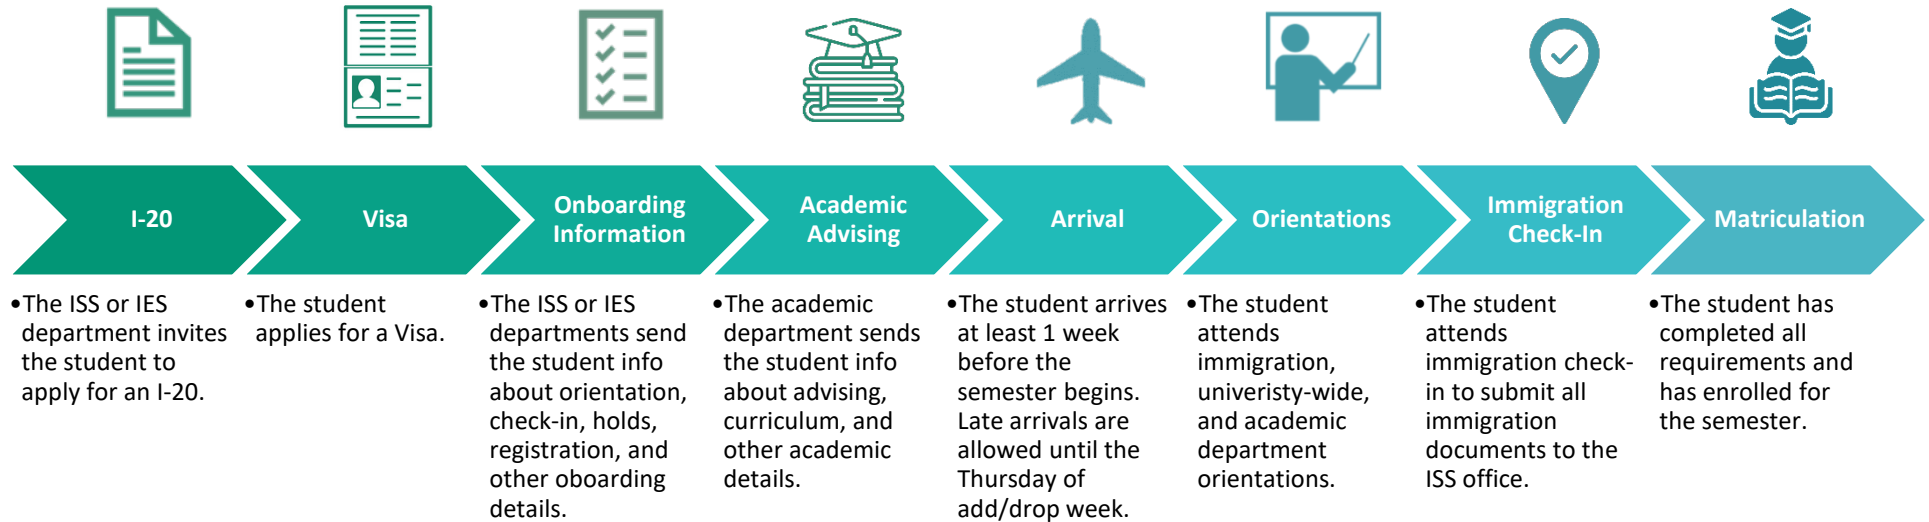 I-20
Visa
Onboarding
Information
Academic
Advising
Arrival
Orientations
Immigration
Check-In
Matriculation
•The ISS or IES
department invites
the student to
apply for an I-20.
•The student
applies for a Visa.
•The ISS or IES
departments send
the student info
about orientation,
check-in, holds,
registration, and
other oboarding
details.
•The academic
department sends
the student info
about advising,
curriculum, and
other academic
details.
•The student arrives
at least 1 week
before the
semester begins.
Late arrivals are
allowed until the
Thursday of
add/drop week.
•The student
attends
immigration,
univeristy-wide,
and academic
department
orientations.
•The student
attends
immigration check-
in to submit all
immigration
documents to the
ISS office.
•The student has
completed all
requirements and
has enrolled for
the semester.